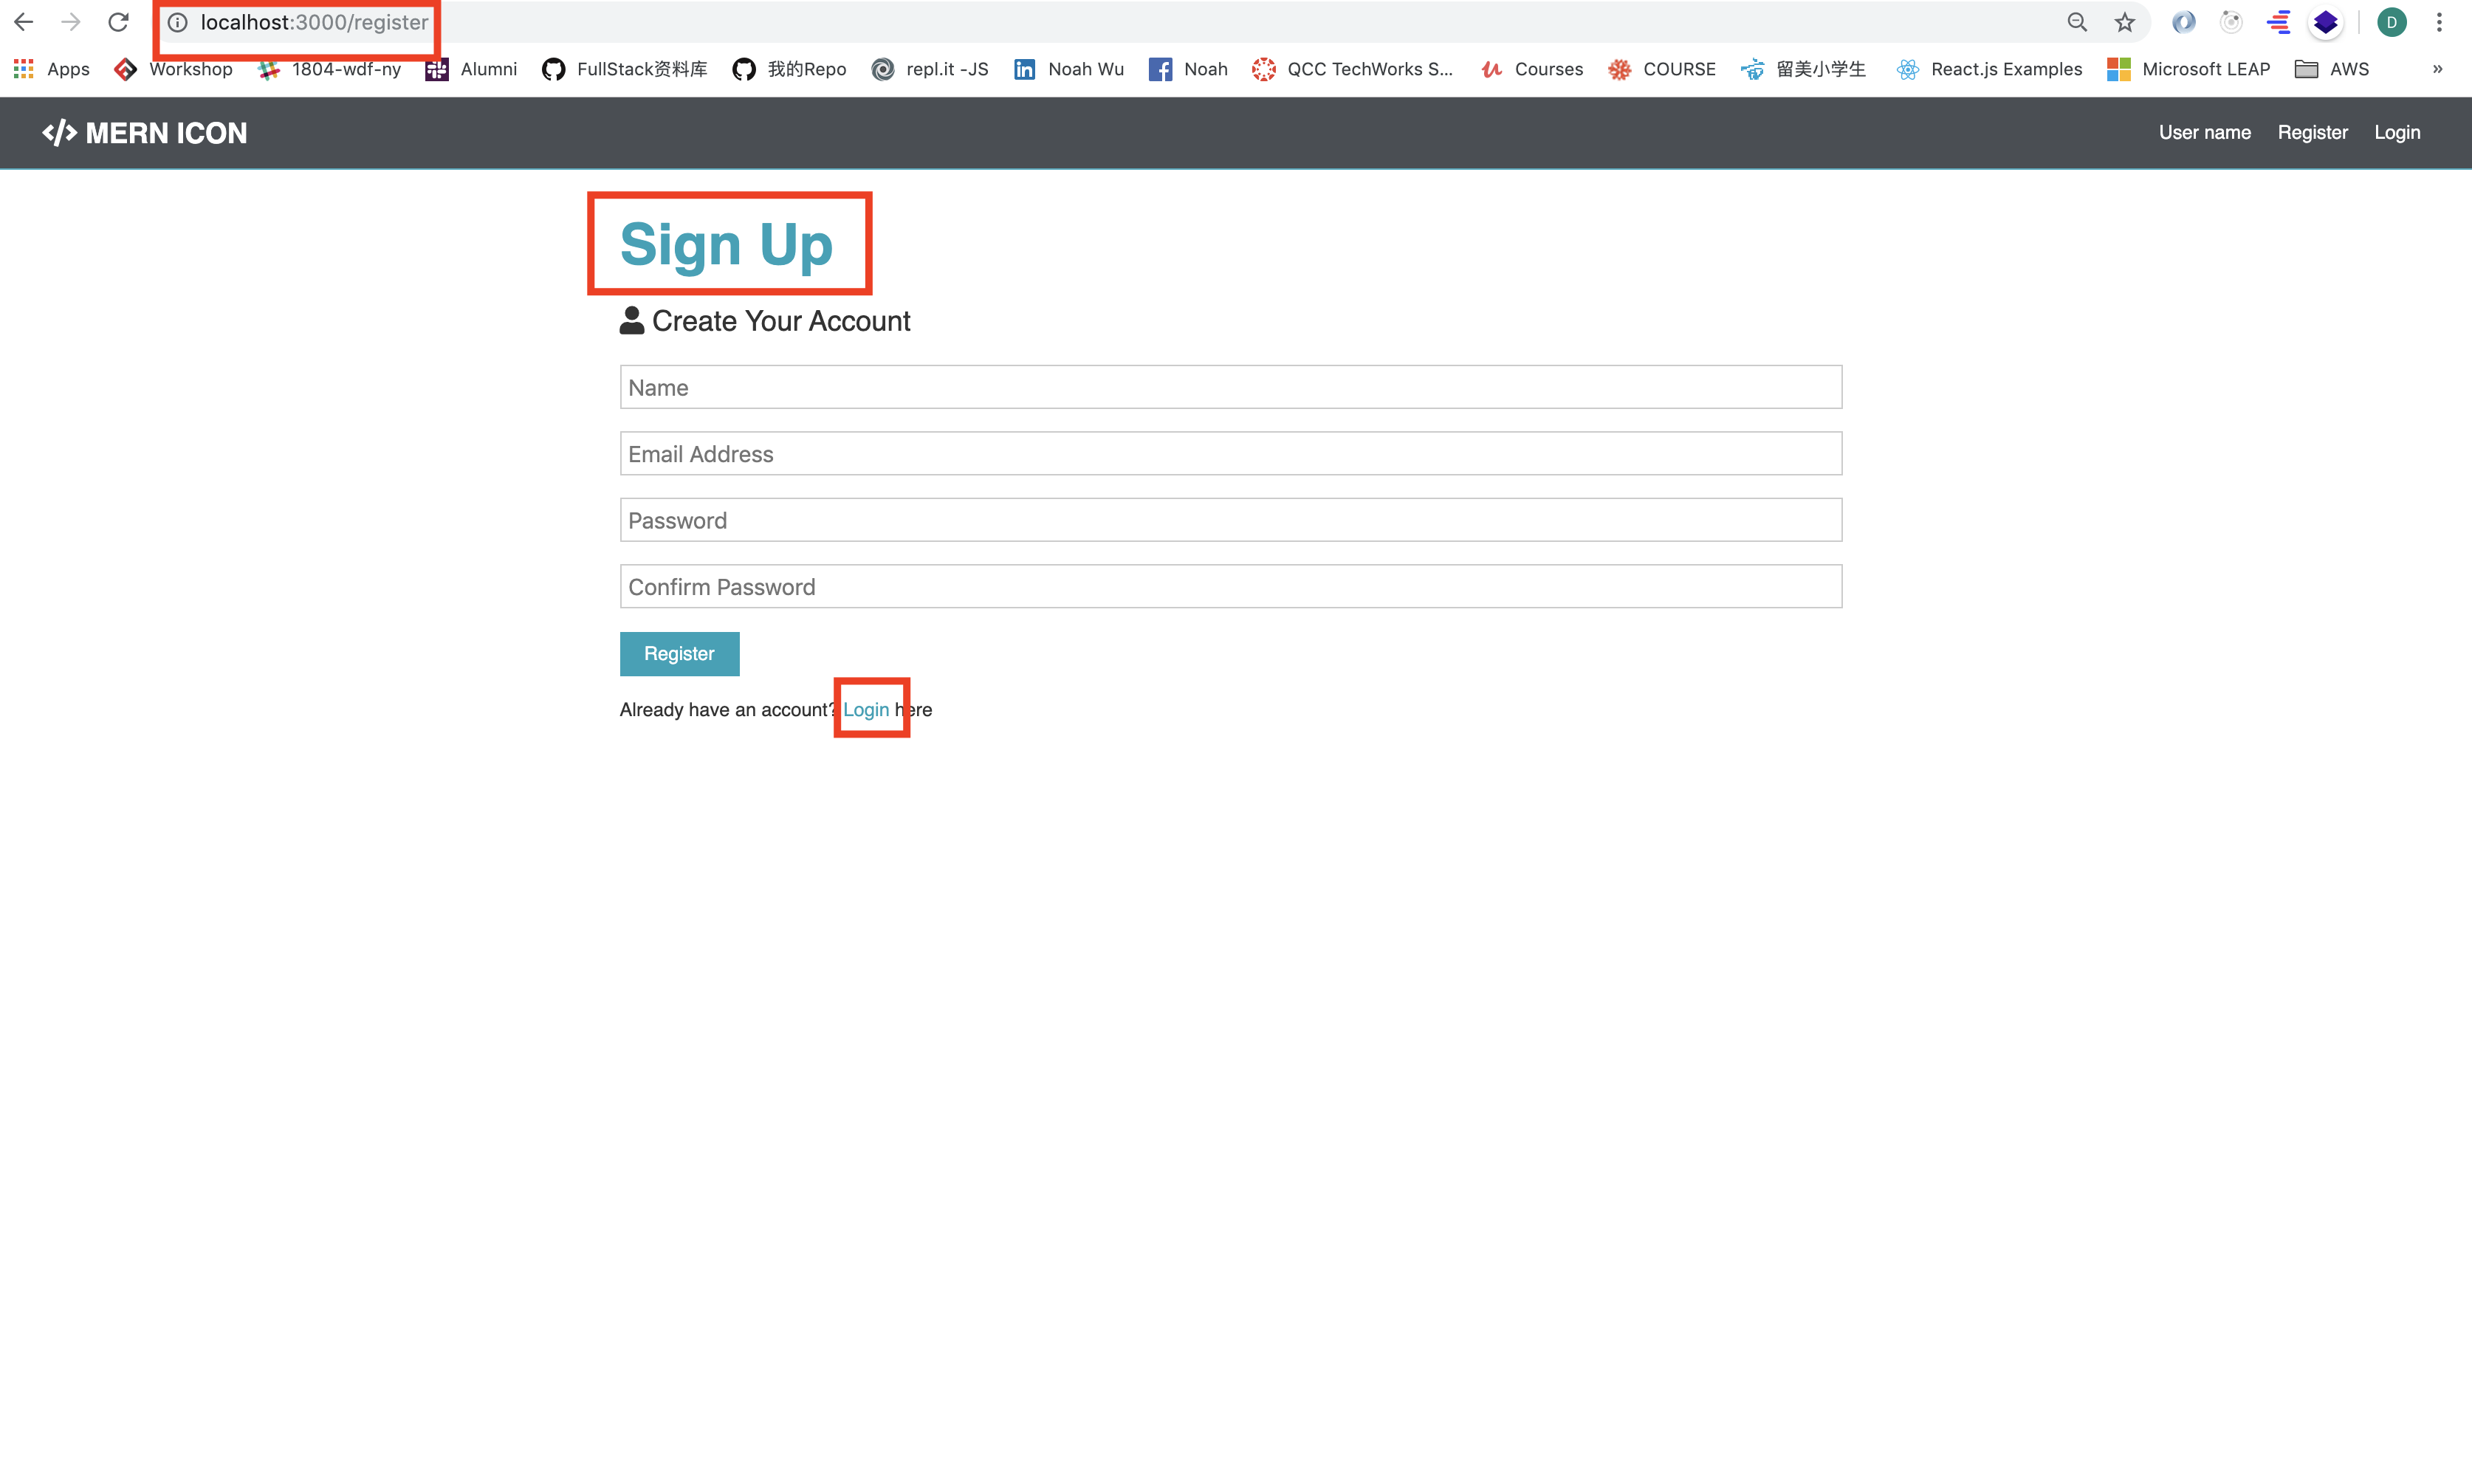 localhost:3000/register
D
Apps Workshop 1804-wdf-ny Alumni FullStack资料库 我的Repo repl.it -JS Noah Wu Noah QCC TechWorks S... Courses COURSE 留美小学生 React.js Examples Microsoft LEAP AWS »
</> MERN ICON User name Register Login
Sign Up
Create Your Account
Name
Email Address
Password
Confirm Password
Register
Already have an account? Login here